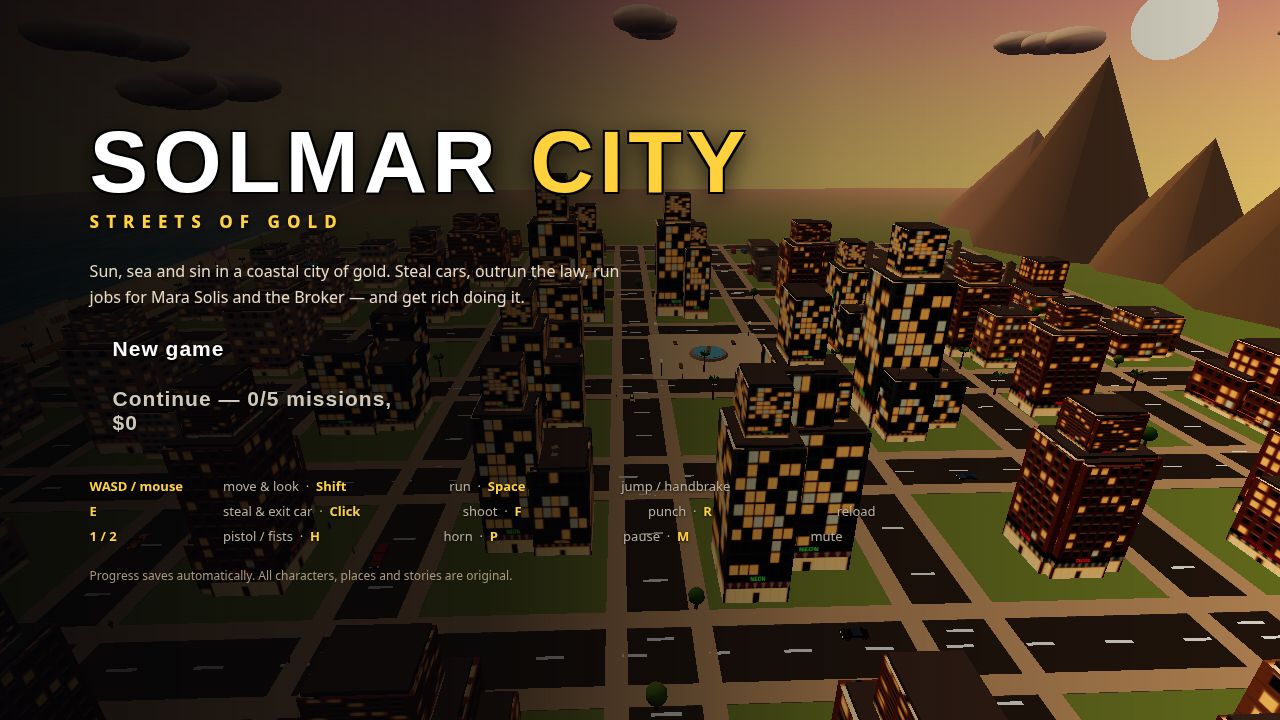 SOLMAR CITY
STREETS OF GOLD
Sun, sea and sin in a coastal city of gold. Steal cars, outrun the law, run
jobs for Mara Solis and the Broker — and get rich doing it.
New game
Continue — 0/5 missions,
$0
WASD / mouse move & look · Shift run · Space jump / handbrake
E steal & exit car · Click shoot · F punch · R reload
1 / 2 pistol / fists · H horn · P pause · M mute
NEON
NEON
Progress saves automatically. All characters, places and stories are original.